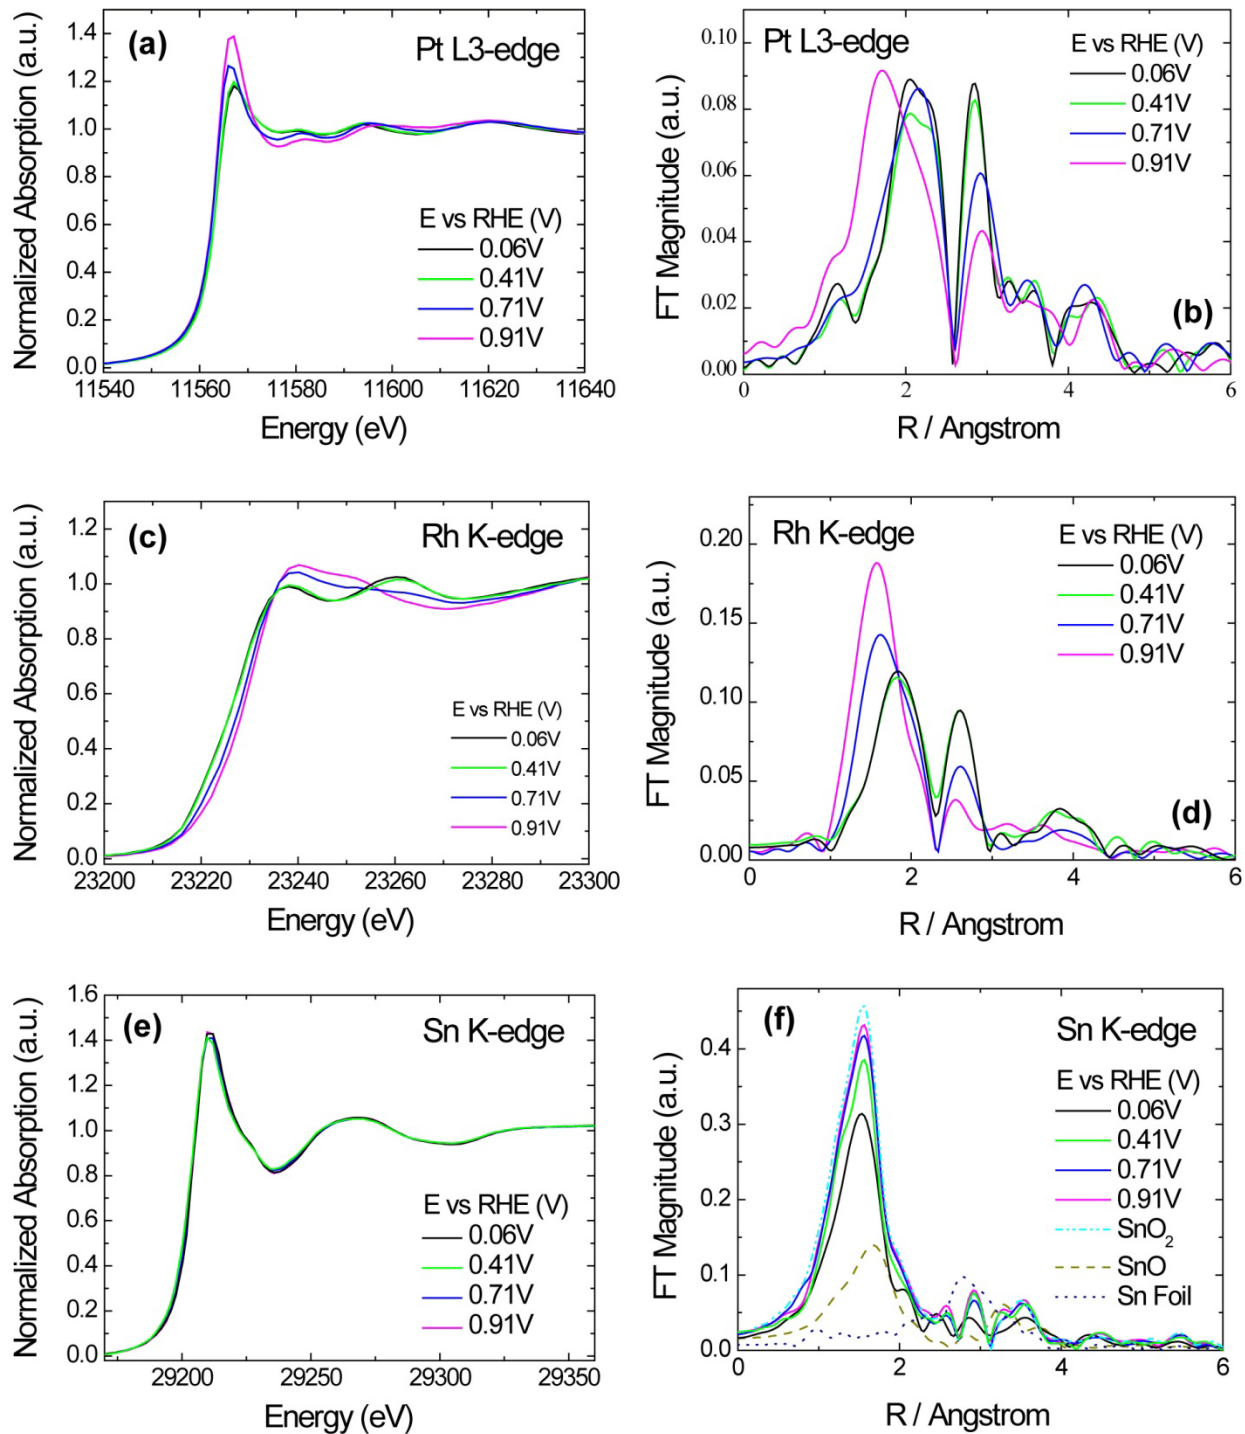 (a)
Pt L3-edge
Normalized Absorption (a.u.)
1.4
1.2
1.0
0.8
0.6
0.4
0.2
0.0
E vs RHE (V)
0.06V
0.41V
0.71V
0.91V
11540 11560 11580 11600 11620 11640
Energy (eV)
Pt L3-edge
FT Magnitude (a.u.)
0.10
0.08
0.06
0.04
0.02
0.00
E vs RHE (V)
0.06V
0.41V
0.71V
0.91V
(b)
0 2 4 6
R / Angstrom
(c)
Rh K-edge
Normalized Absorption (a.u.)
1.2
1.0
0.8
0.6
0.4
0.2
0.0
E vs RHE (V)
0.06V
0.41V
0.71V
0.91V
23200 23220 23240 23260 23280 23300
Energy (eV)
Rh K-edge
FT Magnitude (a.u.)
0.20
0.15
0.10
0.05
0.00
E vs RHE (V)
0.06V
0.41V
0.71V
0.91V
(d)
0 2 4 6
R / Angstrom
(e)
Sn K-edge
Normalized Absorption (a.u.)
1.6
1.4
1.2
1.0
0.8
0.6
0.4
0.2
0.0
E vs RHE (V)
0.06V
0.41V
0.71V
0.91V
29200 29250 29300 29350
Energy (eV)
(f)
Sn K-edge
FT Magnitude (a.u.)
0.4
0.3
0.2
0.1
0.0
E vs RHE (V)
0.06V
0.41V
0.71V
0.91V
SnO₂
SnO
Sn Foil
0 2 4 6
R / Angstrom